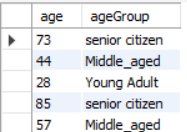 age ageGroup
73 senior citizen
44 Middle_aged
28 Young Adult
85 senior citizen
57 Middle_aged